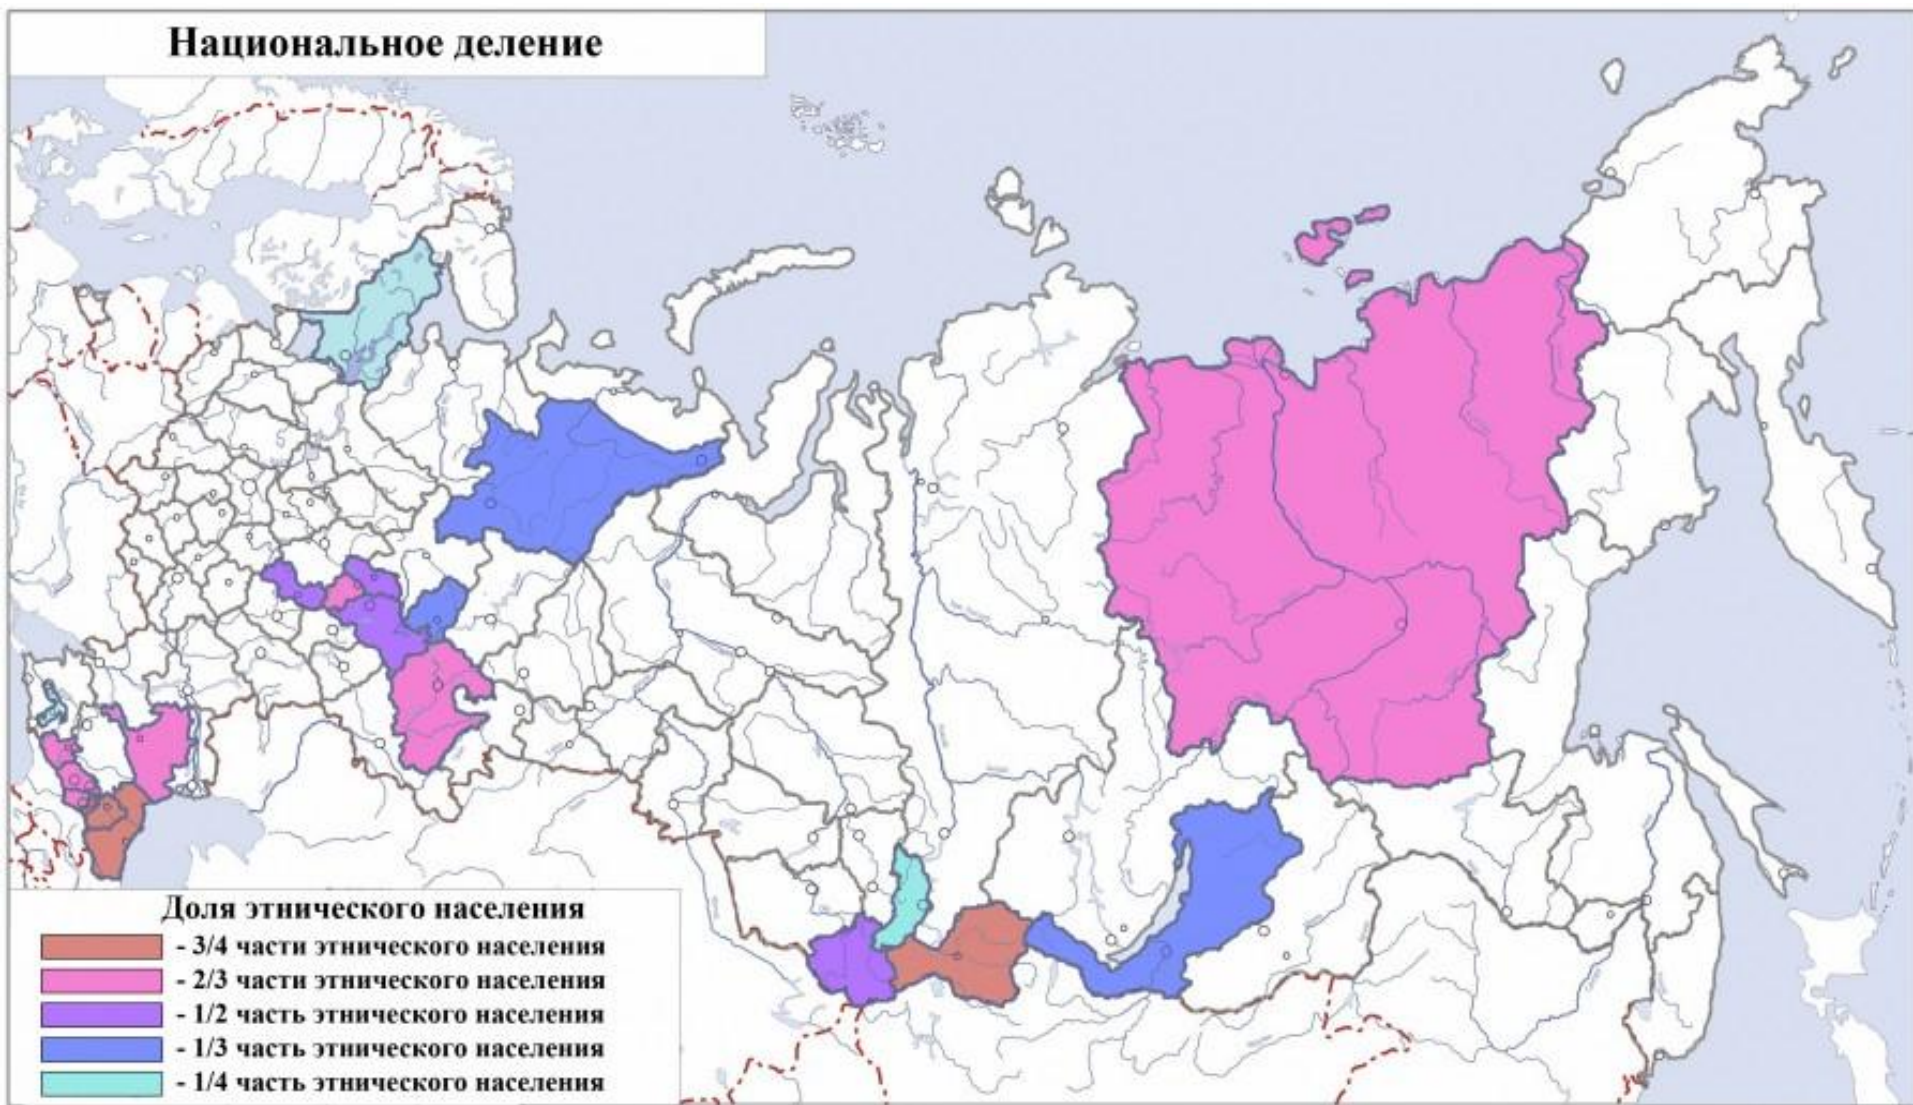 Национальное деление
Доля этнического населения
- 3/4 части этнического населения
- 2/3 части этнического населения
- 1/2 часть этнического населения
- 1/3 часть этнического населения
- 1/4 часть этнического населения